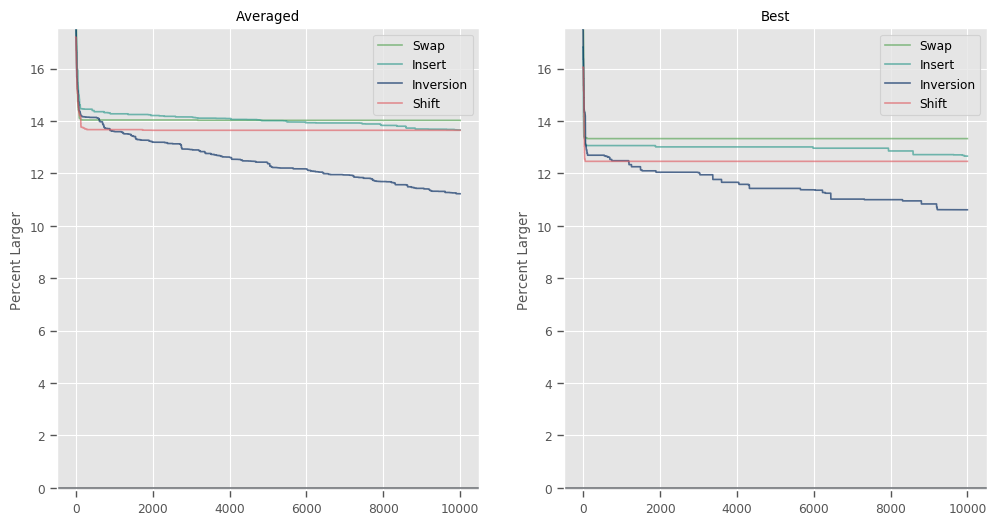 Averaged
Percent Larger
16
14
12
10
8
6
4
2
0
0 2000 4000 6000 8000 10000
Swap
Insert
Inversion
Shift
Best
Percent Larger
16
14
12
10
8
6
4
2
0
0 2000 4000 6000 8000 10000
Swap
Insert
Inversion
Shift